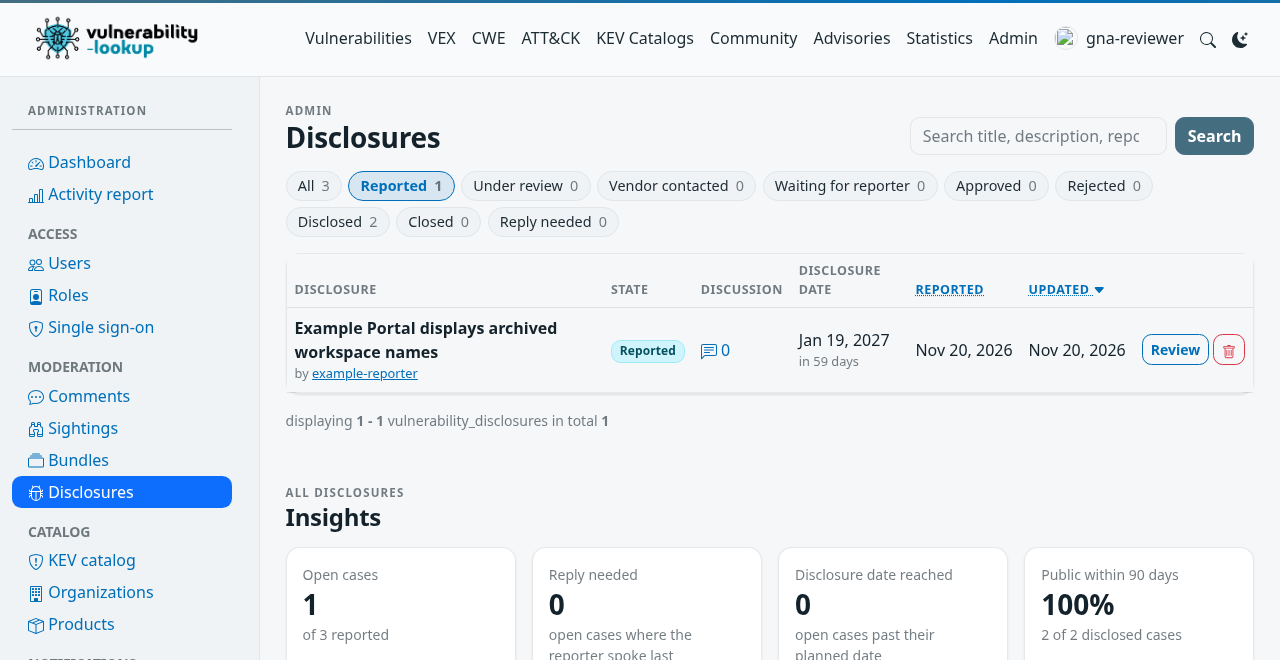 vulnerability
-lookup
Vulnerabilities VEX CWE ATT&CK KEV Catalogs Community Advisories Statistics Admin gna-reviewer
ADMINISTRATION
Dashboard
Activity report
ACCESS
Users
Roles
Single sign-on
MODERATION
Comments
Sightings
Bundles
Disclosures
CATALOG
KEV catalog
Organizations
Products
ADMIN
Disclosures
Search title, description, repo
Search
All 3 Reported 1 Under review 0 Vendor contacted 0 Waiting for reporter 0 Approved 0 Rejected 0
Disclosed 2 Closed 0 Reply needed 0
DISCLOSURE STATE DISCUSSION DISCLOSURE DATE REPORTED UPDATED
Example Portal displays archived
workspace names
by example-reporter
Reported
0
Jan 19, 2027
in 59 days
Nov 20, 2026
Nov 20, 2026
Review
displaying 1 - 1 vulnerability_disclosures in total 1
ALL DISCLOSURES
Insights
Open cases
1
of 3 reported
Reply needed
0
open cases where the
reporter spoke last
Disclosure date reached
0
open cases past their
planned date
Public within 90 days
100%
2 of 2 disclosed cases